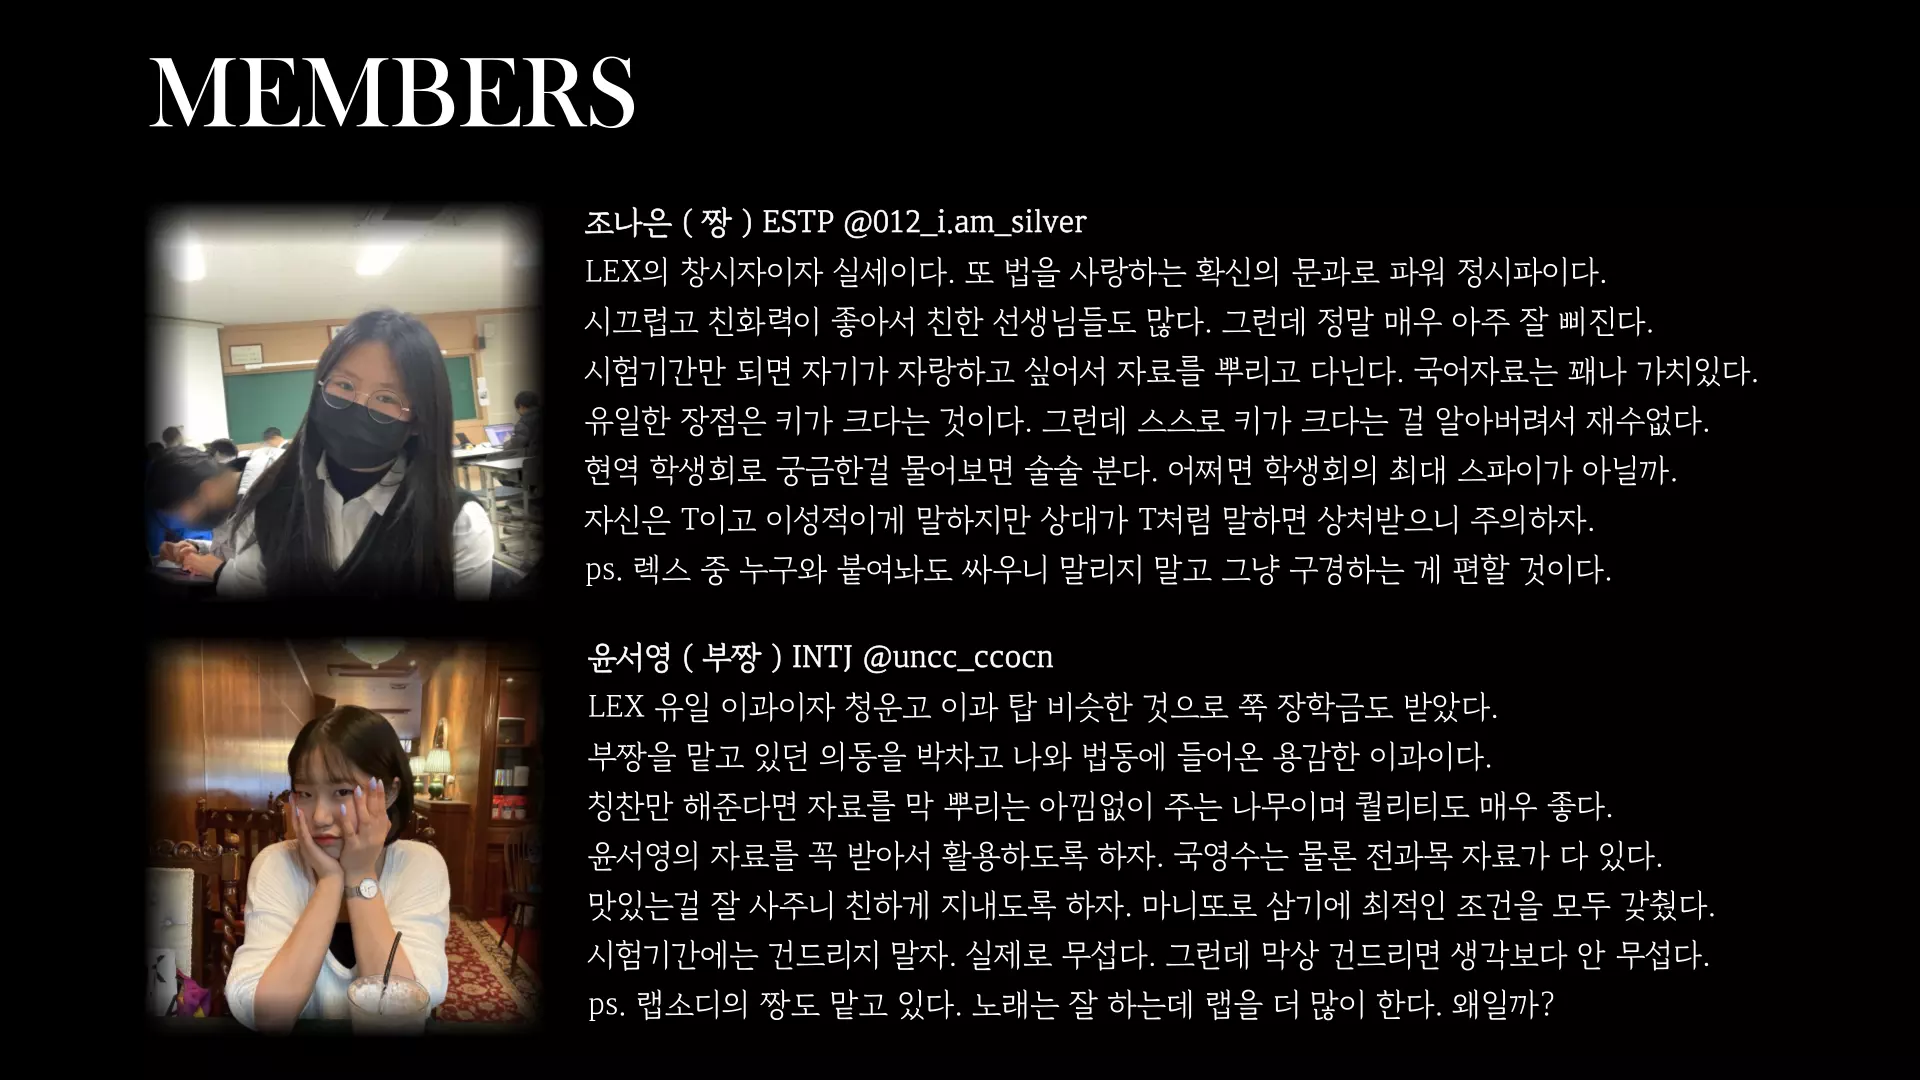 MEMBERS
조나은 ( 짱 ) ESTP @012_i.am_silver
LEX의 창시자이자 실세이다. 또 법을 사랑하는 확신의 문과로 파워 정시파이다.
시끄럽고 친화력이 좋아서 친한 선생님들도 많다. 그런데 정말 매우 아주 잘 삐진다.
시험기간만 되면 자기가 자랑하고 싶어서 자료를 뿌리고 다닌다. 국어자료는 꽤나 가치있다.
유일한 장점은 키가 크다는 것이다. 그런데 스스로 키가 크다는 걸 알아버려서 재수없다.
현역 학생회로 궁금한걸 물어보면 술술 분다. 어쩌면 학생회의 최대 스파이가 아닐까.
자신은 T이고 이성적이게 말하지만 상대가 T처럼 말하면 상처받으니 주의하자.
ps. 렉스 중 누구와 붙여놔도 싸우니 말리지 말고 그냥 구경하는 게 편할 것이다.
윤서영 ( 부짱 ) INTJ @uncc_ccocn
LEX 유일 이과이자 청운고 이과 탑 비슷한 것으로 쭉 장학금도 받았다.
부짱을 맡고 있던 의동을 박차고 나와 법동에 들어온 용감한 이과이다.
칭찬만 해준다면 자료를 막 뿌리는 아낌없이 주는 나무이며 퀄리티도 매우 좋다.
윤서영의 자료를 꼭 받아서 활용하도록 하자. 국영수는 물론 전과목 자료가 다 있다.
맛있는걸 잘 사주니 친하게 지내도록 하자. 마니또로 삼기에 최적인 조건을 모두 갖췄다.
시험기간에는 건드리지 말자. 실제로 무섭다. 그런데 막상 건드리면 생각보다 안 무섭다.
ps. 랩소디의 짱도 맡고 있다. 노래는 잘 하는데 랩을 더 많이 한다. 왜일까?